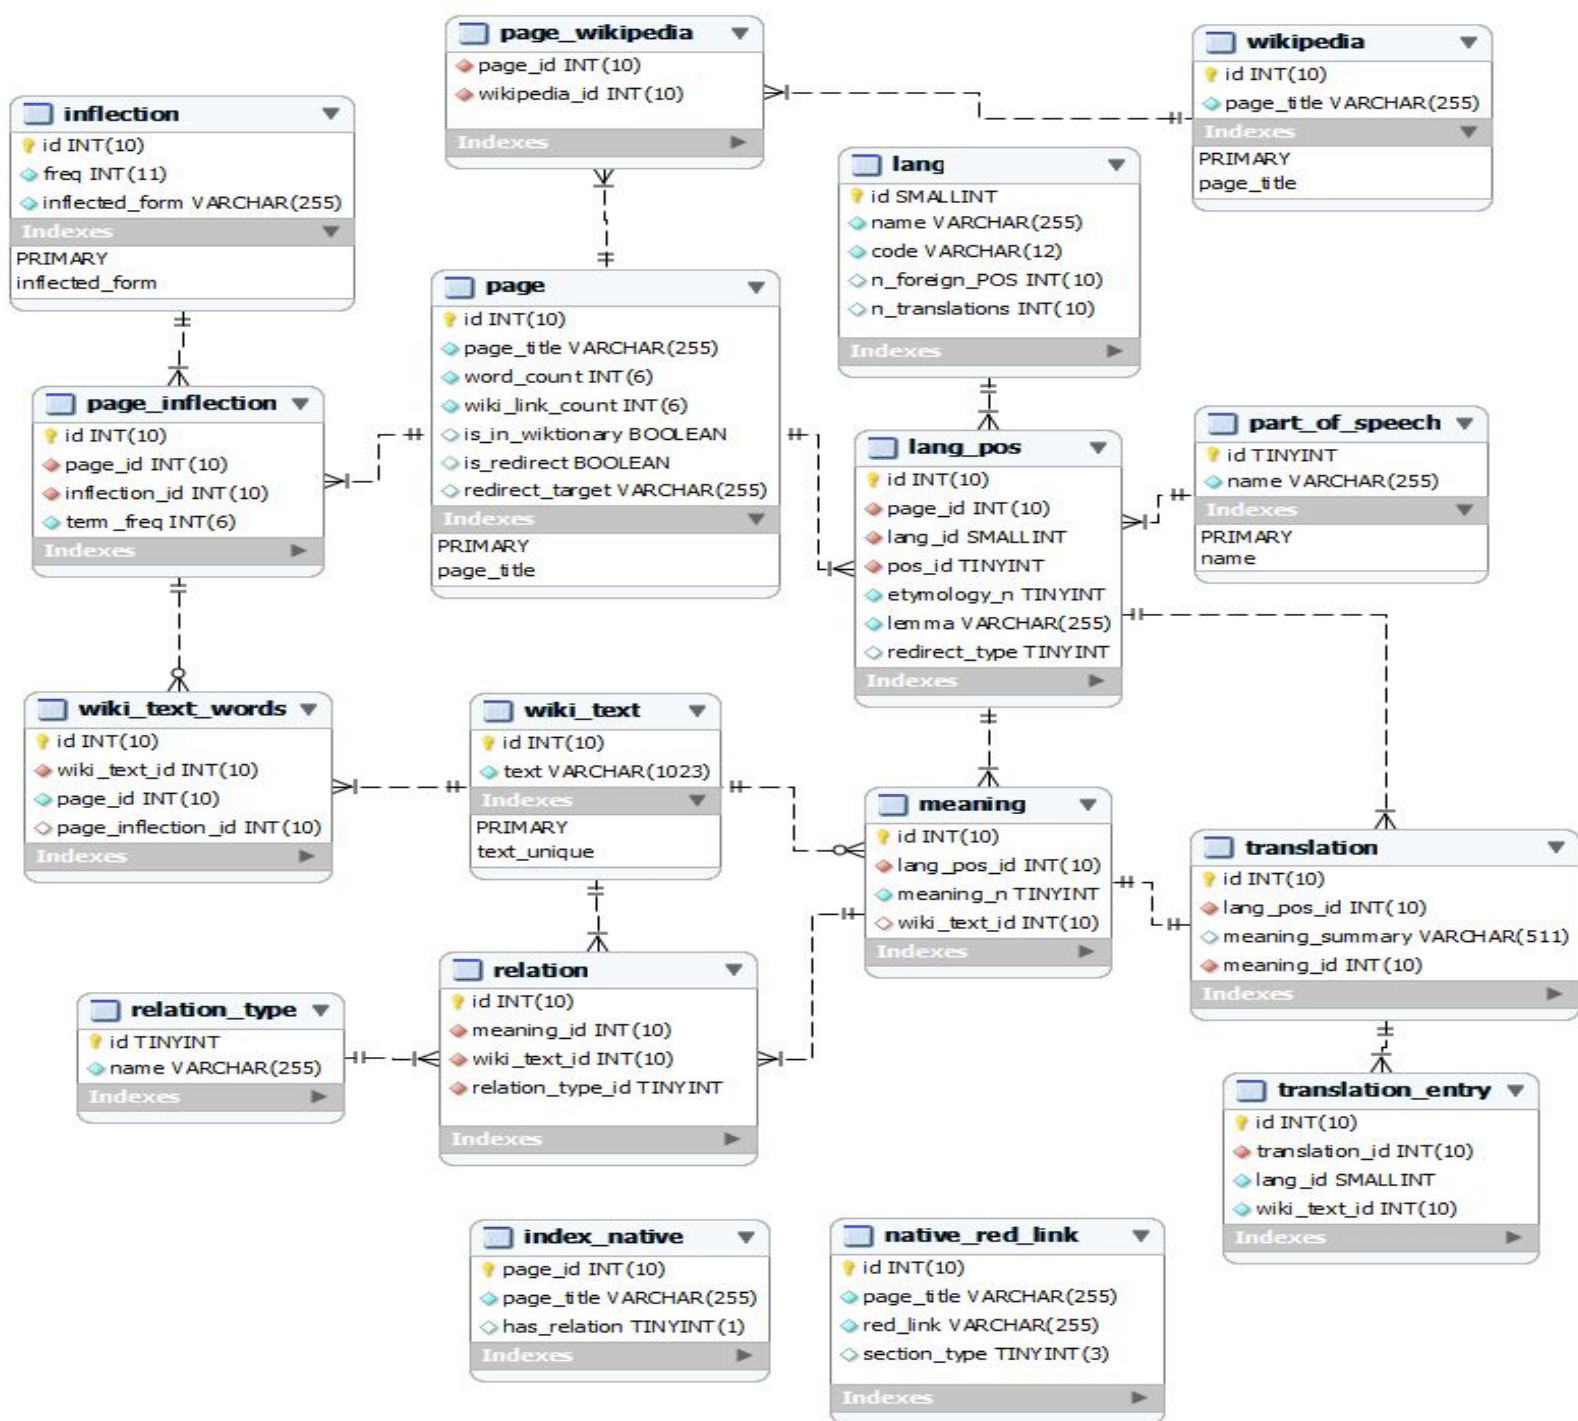 page_wikipedia
page_id INT(10)
wikipedia_id INT(10)
Indexes
wikipedia
id INT(10)
page_title VARCHAR(255)
Indexes
PRIMARY
page_title
inflection
id INT(10)
freq INT(11)
inflected_form VARCHAR(255)
Indexes
PRIMARY
inflected_form
lang
id SMALLINT
name VARCHAR(255)
code VARCHAR(12)
n_foreign_POS INT(10)
n_translations INT(10)
Indexes
page
id INT(10)
page_title VARCHAR(255)
word_count INT(6)
wiki_link_count INT(6)
is_in_wiktionary BOOLEAN
is_redirect BOOLEAN
redirect_target VARCHAR(255)
Indexes
PRIMARY
page_title
page_inflection
id INT(10)
page_id INT(10)
inflection_id INT(10)
term_freq INT(6)
Indexes
lang_pos
id INT(10)
page_id INT(10)
lang_id SMALLINT
pos_id TINYINT
etymology_n TINYINT
lemma VARCHAR(255)
redirect_type TINYINT
Indexes
part_of_speech
id TINYINT
name VARCHAR(255)
Indexes
PRIMARY
name
wiki_text_words
id INT(10)
wiki_text_id INT(10)
page_id INT(10)
page_inflection_id INT(10)
Indexes
wiki_text
id INT(10)
text VARCHAR(1023)
Indexes
PRIMARY
text_unique
meaning
id INT(10)
lang_pos_id INT(10)
meaning_n TINYINT
wiki_text_id INT(10)
Indexes
translation
id INT(10)
lang_pos_id INT(10)
meaning_summary VARCHAR(511)
meaning_id INT(10)
Indexes
relation
id INT(10)
meaning_id INT(10)
wiki_text_id INT(10)
relation_type_id TINYINT
Indexes
relation_type
id TINYINT
name VARCHAR(255)
Indexes
translation_entry
id INT(10)
translation_id INT(10)
lang_id SMALLINT
wiki_text_id INT(10)
Indexes
index_native
page_id INT(10)
page_title VARCHAR(255)
has_relation TINYINT(1)
Indexes
native_red_link
id INT(10)
page_title VARCHAR(255)
red_link VARCHAR(255)
section_type TINYINT(3)
Indexes